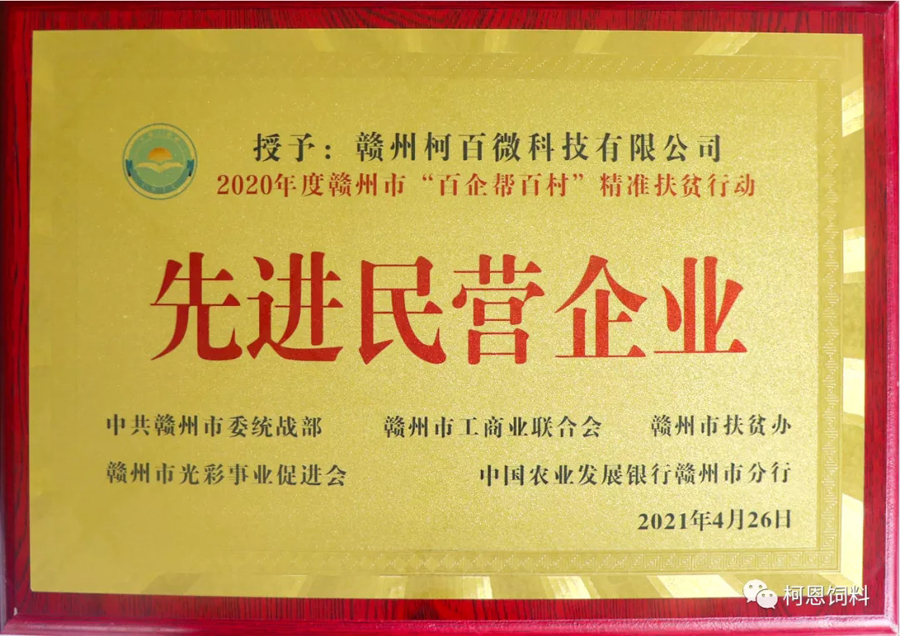 授予：赣州柯百微科技有限公司
2020年度赣州市“百企帮百村”精准扶贫行动
先进民营企业
中共赣州市委统战部 赣州市工商业联合会 赣州市扶贫办
赣州市光彩事业促进会 中国农业发展银行赣州市分行
2021年4月26日
柯恩饲料